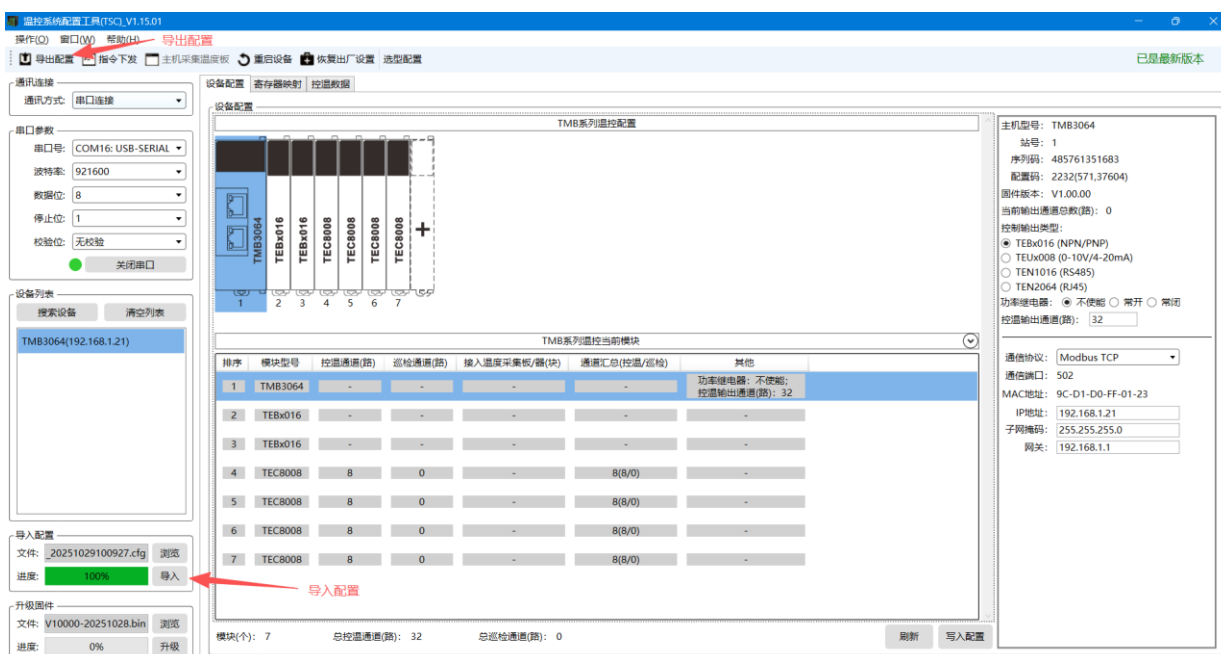 温控系统配置工具(TSC)_V1.15.01
操作(O) 窗口(W) 帮助(H) 导出配置
导出配置 指令下发 主机采集温度板 重启设备 恢复出厂设置 选型配置 已是最新版本
通讯连接
通讯方式: 串口连接
串口参数
串口号: COM16: USB-SERIAL
波特率: 921600
数据位: 8
停止位: 1
校验位: 无校验
关闭串口
设备列表
搜索设备 清空列表
TMB3064(192.168.1.21)
导入配置
文件: _20251029100927.cfg 浏览
进度: 100% 导入
升级固件
文件: V10000-20251028.bin 浏览
进度: 0% 升级
设备配置 寄存器映射 控温数据
设备配置
TMB系列温控配置
TMB3064 TEBx016 TEBx016 TEC8008 TEC8008 TEC8008 TEC8008 +
1 2 3 4 5 6 7
TMB系列温控当前模块
排序 模块型号 控温通道(路) 巡检通道(路) 接入温度采集板/器(块) 通道汇总(控温/巡检) 其他
1 TMB3064 - - - - 功率继电器: 不使能;
控温输出通道(路): 32
2 TEBx016 - - - - -
3 TEBx016 - - - - -
4 TEC8008 8 0 - 8(8/0) -
5 TEC8008 8 0 - 8(8/0) -
6 TEC8008 8 0 - 8(8/0) -
7 TEC8008 8 0 - 8(8/0) -
导入配置
模块(个): 7 总控温通道(路): 32 总巡检通道(路): 0 刷新 写入配置
主机型号: TMB3064
站号: 1
序列码: 485761351683
配置码: 2232(571,37604)
固件版本: V1.00.00
当前输出通道总数(路): 0
控制输出类型:
TEBx016 (NPN/PNP)
TEUx008 (0-10V/4-20mA)
TEN1016 (RS485)
TEN2064 (RJ45)
功率继电器: 不使能 常开 常闭
控温输出通道(路): 32
通信协议: Modbus TCP
通信端口: 502
MAC地址: 9C-D1-D0-FF-01-23
IP地址: 192.168.1.21
子网掩码: 255.255.255.0
网关: 192.168.1.1